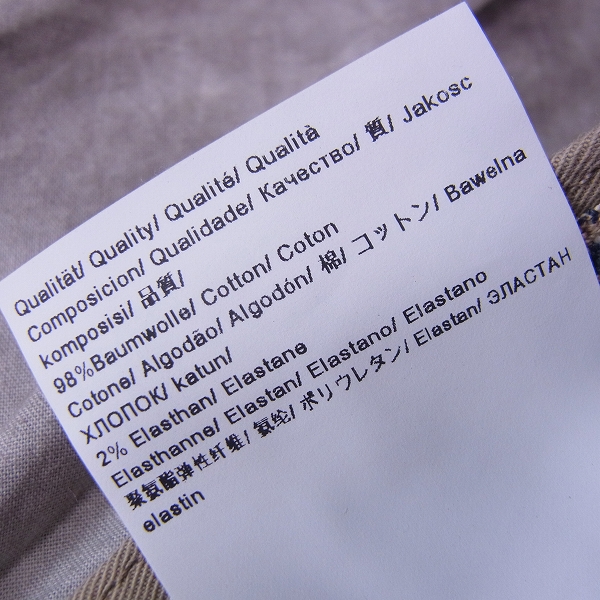 Qualität/ Quality/ Qualité/ Qualità
Composicion/ Qualidade/ Качество/ 質/ Jakosc
komposisi/ 品質/
98%Baumwolle/ Cotton/ Coton
Cotone/ Algodão/ Algodón/ 棉/ コットン/ Bawelna
ХЛОПОК/ katun/
2% Elasthan/ Elastane
Elasthanne/ Elastan/ Elastano/ Elastano
聚氨酯弹性纤维/ 氨纶/ ポリウレタン/ Elastan/ ЭЛАСТАН
elastin